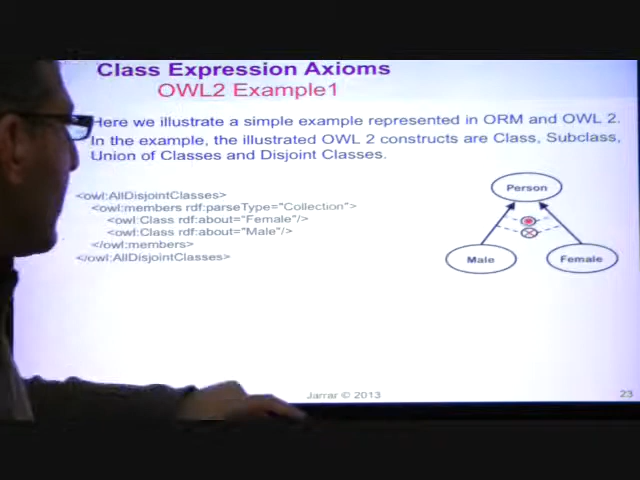 Class Expression Axioms
OWL2 Example1
Here we illustrate a simple example represented in ORM and OWL 2.
In the example, the illustrated OWL 2 constructs are Class, Subclass,
Union of Classes and Disjoint Classes.
<owl:AllDisjointClasses>
<owl:members rdf:parseType="Collection">
<owl:Class rdf:about="Female"/>
<owl:Class rdf:about="Male"/>
</owl:members>
</owl:AllDisjointClasses>
Person
Male
Female
Jarrar © 2013
23